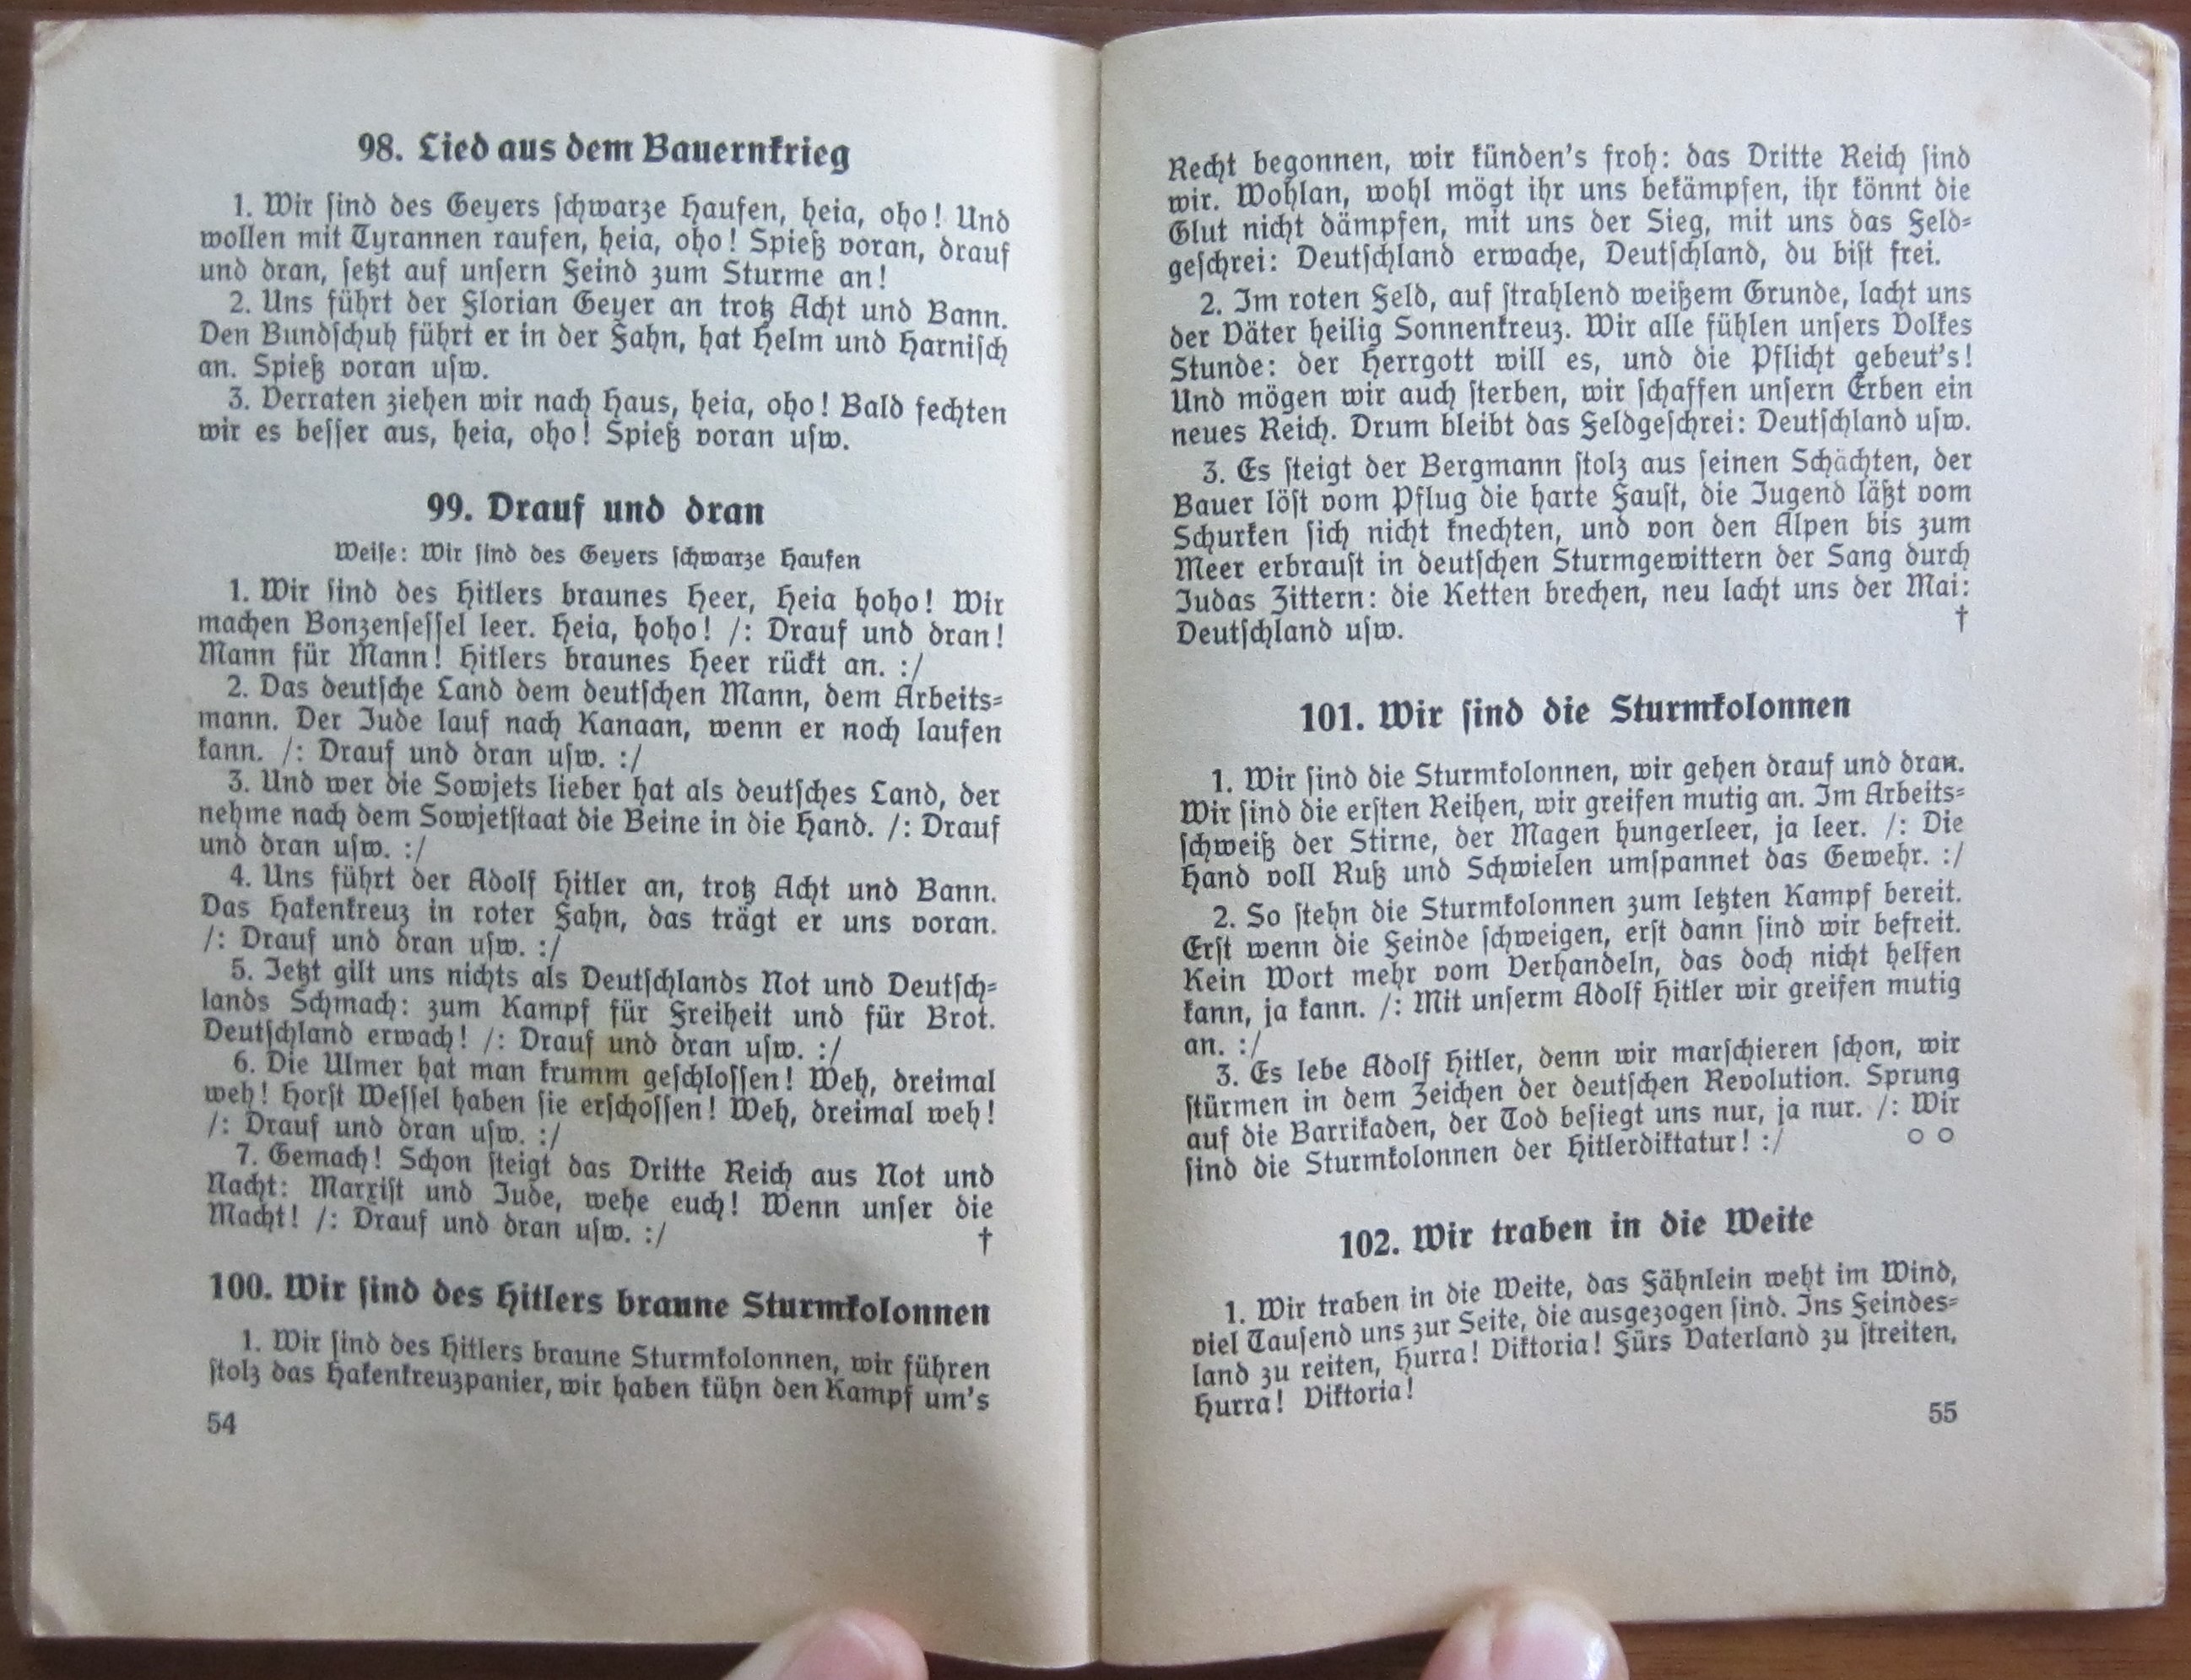 98. Lied aus dem Bauernkrieg
1. Wir sind des Geyers schwarze Haufen, heia, oho! Und
wollen mit Tyrannen raufen, heia, oho! Spieß voran, drauf
und dran, setzt auf unsern Feind zum Sturme an!
2. Uns führt der Florian Geyer an trotz Acht und Bann.
Den Bundschuh führt er in der Fahn, hat Helm und Harnisch
an. Spieß voran usw.
3. Verraten ziehen wir nach Haus, heia, oho! Bald fechten
wir es besser aus, heia, oho! Spieß voran usw.
99. Drauf und dran
Weise: Wir sind des Geyers schwarze Haufen
1. Wir sind des Hitlers braunes Heer, Heia hoho! Wir
machen Bonzensessel leer. Heia, hoho! /: Drauf und dran!
Mann für Mann! Hitlers braunes Heer rückt an. :/
2. Das deutsche Land dem deutschen Mann, dem Arbeits-
mann. Der Jude lauf nach Kanaan, wenn er noch laufen
kann. /: Drauf und dran usw. :/
3. Und wer die Sowjets lieber hat als deutsches Land, der
nehme nach dem Sowjetstaat die Beine in die Hand. /: Drauf
und dran usw. :/
4. Uns führt der Adolf Hitler an, trotz Acht und Bann.
Das Hakenkreuz in roter Fahn, das trägt er uns voran.
/: Drauf und dran usw. :/
5. Jetzt gilt uns nichts als Deutschlands Not und Deutsch-
lands Schmach: zum Kampf für Freiheit und für Brot.
Deutschland erwach! /: Drauf und dran usw. :/
6. Die Ulmer hat man krumm geschlossen! Weh, dreimal
weh! Horst Wessel haben sie erschossen! Weh, dreimal weh!
/: Drauf und dran usw. :/
7. Gemach! Schon steigt das Dritte Reich aus Not und
Nacht: Marxist und Jude, wehe euch! Wenn unser die
Macht! /: Drauf und dran usw. :/ †
100. Wir sind des Hitlers braune Sturmkolonnen
1. Wir sind des Hitlers braune Sturmkolonnen, wir führen
stolz das Hakenkreuzpanier, wir haben kühn den Kampf um's
54
Recht begonnen, wir künden's froh: das Dritte Reich sind
wir. Wohlan, wohl mögt ihr uns bekämpfen, ihr könnt die
Glut nicht dämpfen, mit uns der Sieg, mit uns das Feld-
geschrei: Deutschland erwache, Deutschland, du bist frei.
2. Im roten Feld, auf strahlend weißem Grunde, lacht uns
der Väter heilig Sonnenkreuz. Wir alle fühlen unsers Volkes
Stunde: der Herrgott will es, und die Pflicht gebeut's!
Und mögen wir auch sterben, wir schaffen unsern Erben ein
neues Reich. Drum bleibt das Feldgeschrei: Deutschland usw.
3. Es steigt der Bergmann stolz aus seinen Schächten, der
Bauer löst vom Pflug die harte Faust, die Jugend läßt vom
Schurken sich nicht knechten, und von den Alpen bis zum
Meer erbraust in deutschen Sturmgewittern der Sang durch
Judas Zittern: die Ketten brechen, neu lacht uns der Mai:
Deutschland usw. †
101. Wir sind die Sturmkolonnen
1. Wir sind die Sturmkolonnen, wir gehen drauf und dran.
Wir sind die ersten Reihen, wir greifen mutig an. Im Arbeits-
schweiß der Stirne, der Magen hungerleer, ja leer. /: Die
Hand voll Ruß und Schwielen umspannet das Gewehr. :/
2. So stehn die Sturmkolonnen zum letzten Kampf bereit.
Erst wenn die Feinde schweigen, erst dann sind wir befreit.
Kein Wort mehr vom Verhandeln, das doch nicht helfen
kann, ja kann. /: Mit unserm Adolf Hitler wir greifen mutig
an. :/
3. Es lebe Adolf Hitler, denn wir marschieren schon, wir
stürmen in dem Zeichen der deutschen Revolution. Sprung
auf die Barrikaden, der Tod besiegt uns nur, ja nur. /: Wir
sind die Sturmkolonnen der Hitlerdiktatur! :/ ○ ○
102. Wir traben in die Weite
1. Wir traben in die Weite, das Fähnlein weht im Wind,
viel Tausend uns zur Seite, die ausgezogen sind. Ins Feindes-
land zu reiten, Hurra! Viktoria! Fürs Vaterland zu streiten,
Hurra! Viktoria!
55